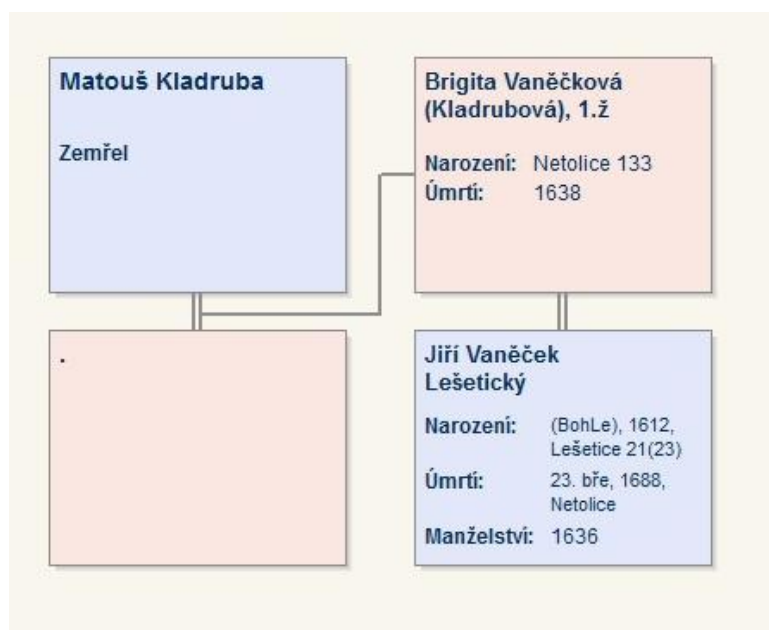 Matouš Kladruba
Zemřel
.
Brigita Vaněčková
(Kladrubová), 1.ž
Narození: Netolice 133
Úmrtí: 1638
Jiří Vaněček
Lešetický
Narození: (BohLe), 1612,
Lešetice 21(23)
Úmrtí: 23. bře, 1688,
Netolice
Manželství: 1636